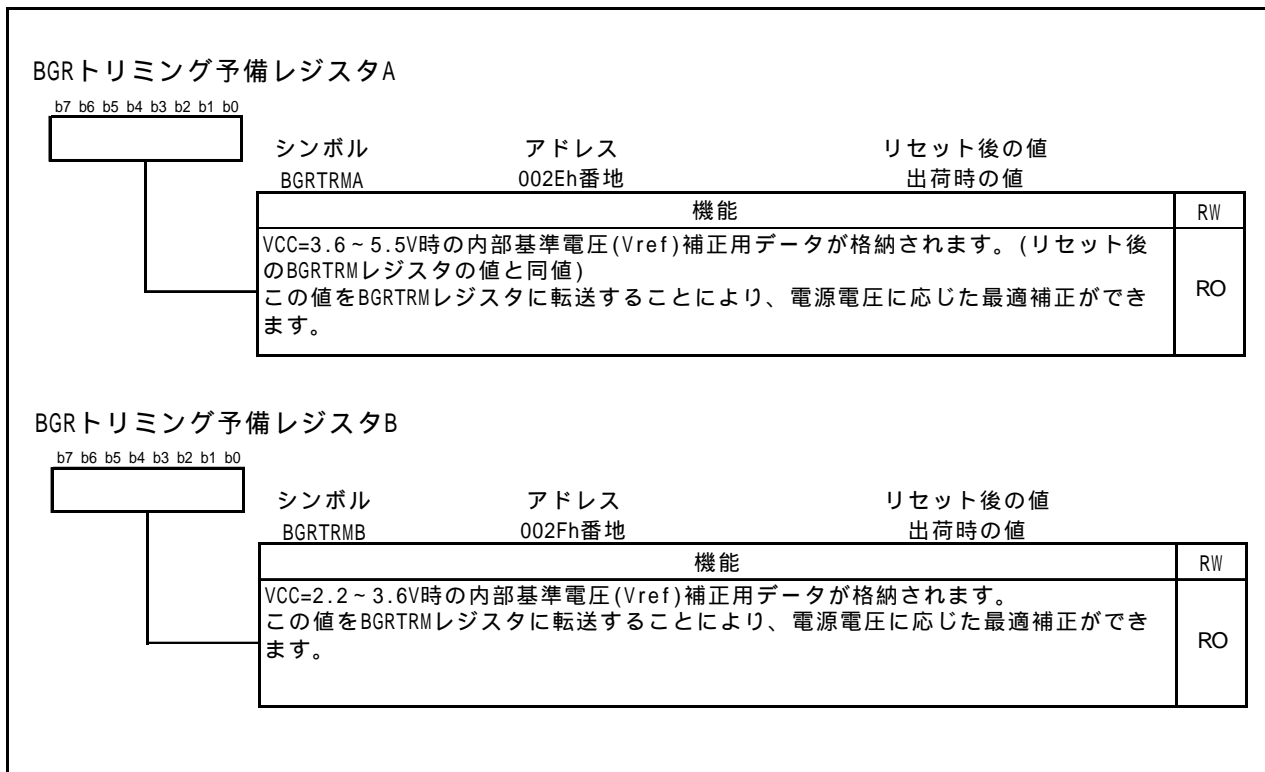 BGRトリミング予備レジスタA
b7 b6 b5 b4 b3 b2 b1 b0
シンボル アドレス リセット後の値
BGRTRMA 002Eh番地 出荷時の値
機能 RW
VCC=3.6～5.5V時の内部基準電圧(Vref)補正用データが格納されます。(リセット後
のBGRTRMレジスタの値と同値)
この値をBGRTRMレジスタに転送することにより、電源電圧に応じた最適補正ができ
ます。
RO
BGRトリミング予備レジスタB
b7 b6 b5 b4 b3 b2 b1 b0
シンボル アドレス リセット後の値
BGRTRMB 002Fh番地 出荷時の値
機能 RW
VCC=2.2～3.6V時の内部基準電圧(Vref)補正用データが格納されます。
この値をBGRTRMレジスタに転送することにより、電源電圧に応じた最適補正ができ
ます。
RO